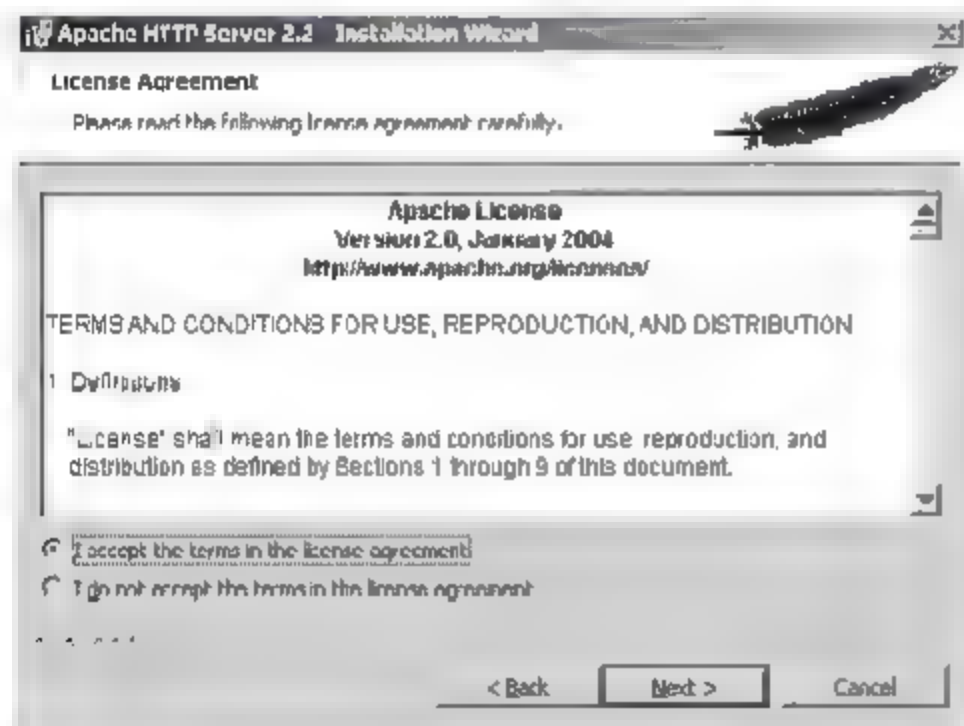 Apache HTTP Server 2.2 - Installation Wizard
License Agreement
Please read the following license agreement carefully.
Apache License
Version 2.0, January 2004
http://www.apache.org/licenses/
TERMS AND CONDITIONS FOR USE, REPRODUCTION, AND DISTRIBUTION
1. Definitions
"License" shall mean the terms and conditions for use, reproduction, and
distribution as defined by Sections 1 through 9 of this document.
I accept the terms in the license agreement
I do not accept the terms in the license agreement
< Back
Next >
Cancel